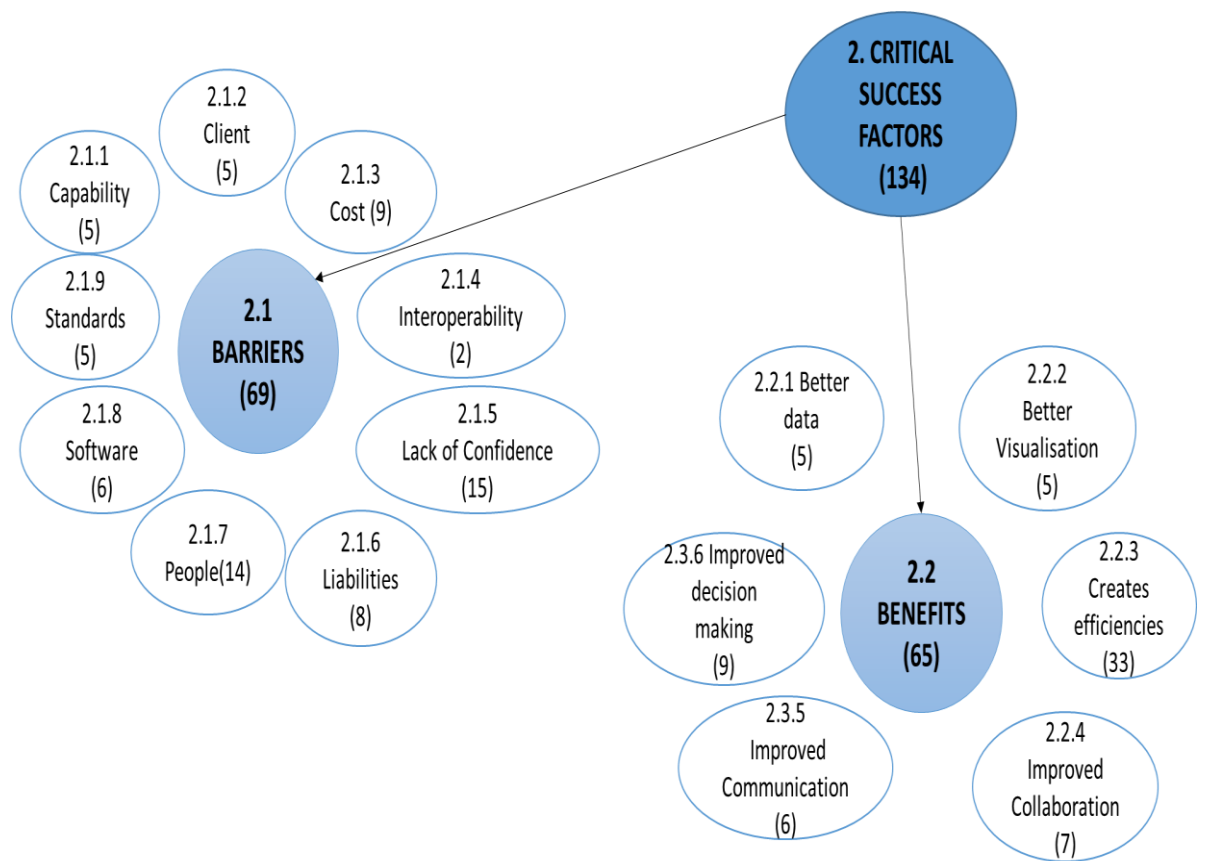 2. CRITICAL
SUCCESS
FACTORS
(134)
2.1
BARRIERS
(69)
2.1.1
Capability
(5)
2.1.2
Client
(5)
2.1.3
Cost (9)
2.1.4
Interoperability
(2)
2.1.5
Lack of Confidence
(15)
2.1.6
Liabilities
(8)
2.1.7
People(14)
2.1.8
Software
(6)
2.1.9
Standards
(5)
2.2
BENEFITS
(65)
2.2.1 Better
data
(5)
2.2.2
Better
Visualisation
(5)
2.2.3
Creates
efficiencies
(33)
2.2.4
Improved
Collaboration
(7)
2.3.5
Improved
Communication
(6)
2.3.6 Improved
decision
making
(9)